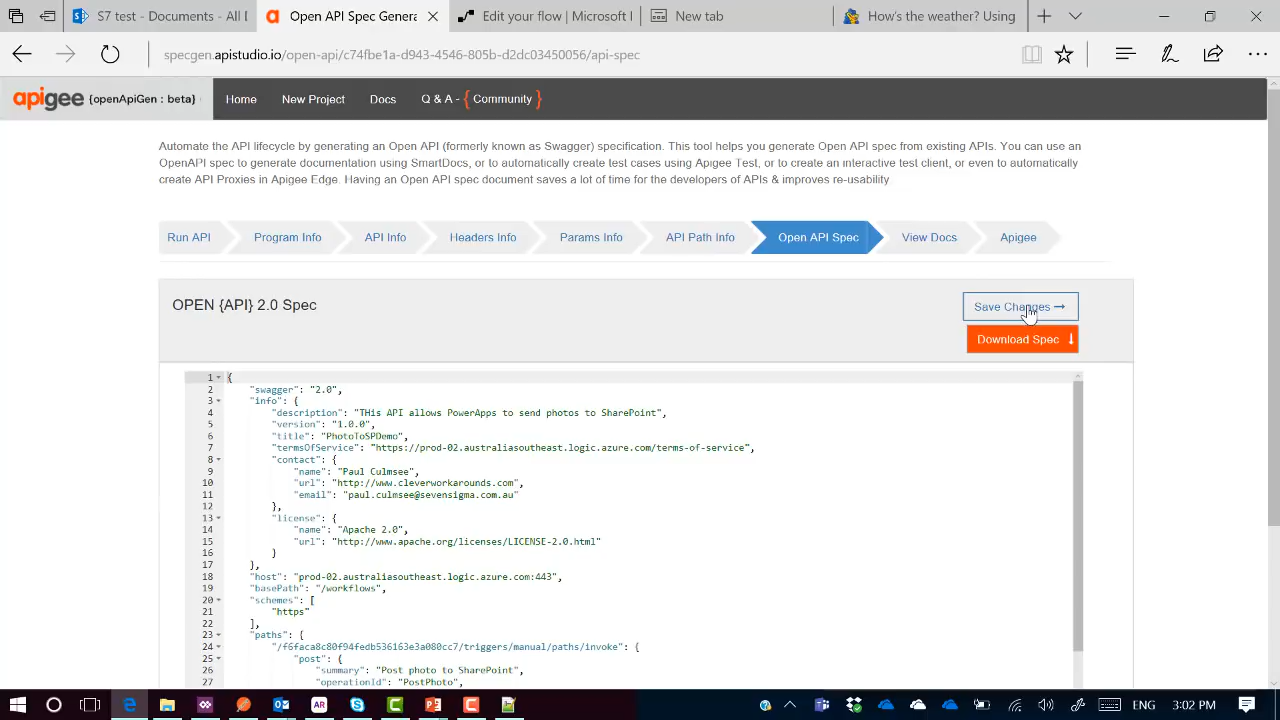 S7 test - Documents - All D
Open API Spec Genera
Edit your flow | Microsoft I
New tab
How's the weather? Using
specgen.apistudio.io/open-api/c74fbe1a-d943-4546-805b-d2dc03450056/api-spec
apigee {openApiGen : beta}
Home
New Project
Docs
Q & A - { Community }
Automate the API lifecycle by generating an Open API (formerly known as Swagger) specification. This tool helps you generate Open API spec from existing APIs. You can use an
OpenAPI spec to generate documentation using SmartDocs, or to automatically create test cases using Apigee Test, or to create an interactive test client, or even to automatically
create API Proxies in Apigee Edge. Having an Open API spec document saves a lot of time for the developers of APIs & improves re-usability
Run API
Program Info
API Info
Headers Info
Params Info
API Path Info
Open API Spec
View Docs
Apigee
OPEN {API} 2.0 Spec
Save Changes
Download Spec
1 {
2 "swagger": "2.0",
3 "info": {
4 "description": "THis API allows PowerApps to send photos to SharePoint",
5 "version": "1.0.0",
6 "title": "PhotoToSPDemo",
7 "termsOfService": "https://prod-02.australiasoutheast.logic.azure.com/terms-of-service",
8 "contact": {
9 "name": "Paul Culmsee",
10 "url": "http://www.cleverworkarounds.com",
11 "email": "paul.culmsee@sevensigma.com.au"
12 },
13 "license": {
14 "name": "Apache 2.0",
15 "url": "http://www.apache.org/licenses/LICENSE-2.0.html"
16 }
17 },
18 "host": "prod-02.australiasoutheast.logic.azure.com:443",
19 "basePath": "/workflows",
20 "schemes": [
21 "https"
22 ],
23 "paths": {
24 "/f6faca8c80f94fedb536163e3a080cc7/triggers/manual/paths/invoke": {
25 "post": {
26 "summary": "Post photo to SharePoint",
27 "operationId": "PostPhoto",
ENG
3:02 PM